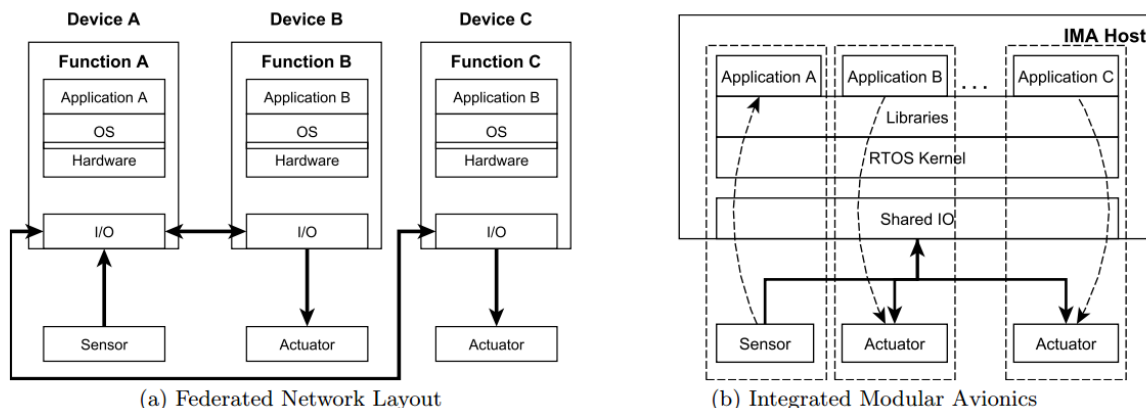 Device A
Device B
Device C
Function A
Function B
Function C
Application A
Application B
Application B
OS
OS
OS
Hardware
Hardware
Hardware
I/O
I/O
I/O
Sensor
Actuator
Actuator
(a) Federated Network Layout
IMA Host
Application A
Application B
. . .
Application C
Libraries
RTOS Kernel
Shared IO
Sensor
Actuator
Actuator
(b) Integrated Modular Avionics